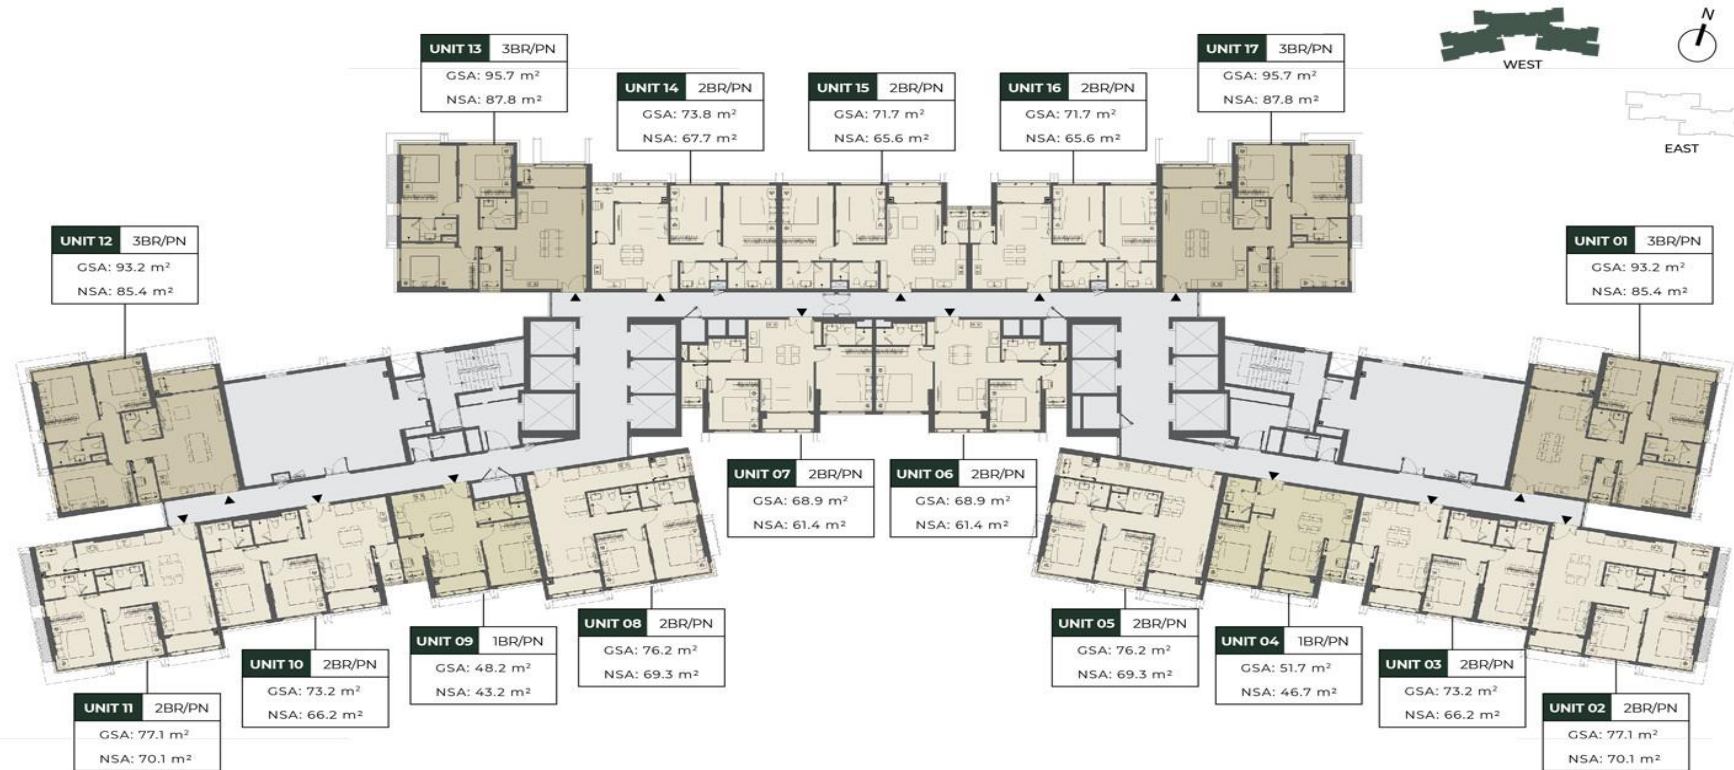 N
WEST
EAST
UNIT 13 3BR/PN
GSA: 95.7 m²
NSA: 87.8 m²
UNIT 17 3BR/PN
GSA: 95.7 m²
NSA: 87.8 m²
UNIT 14 2BR/PN
GSA: 73.8 m²
NSA: 67.7 m²
UNIT 15 2BR/PN
GSA: 71.7 m²
NSA: 65.6 m²
UNIT 16 2BR/PN
GSA: 71.7 m²
NSA: 65.6 m²
UNIT 12 3BR/PN
GSA: 93.2 m²
NSA: 85.4 m²
UNIT 01 3BR/PN
GSA: 93.2 m²
NSA: 85.4 m²
UNIT 07 2BR/PN
GSA: 68.9 m²
NSA: 61.4 m²
UNIT 06 2BR/PN
GSA: 68.9 m²
NSA: 61.4 m²
UNIT 11 2BR/PN
GSA: 77.1 m²
NSA: 70.1 m²
UNIT 10 2BR/PN
GSA: 73.2 m²
NSA: 66.2 m²
UNIT 09 1BR/PN
GSA: 48.2 m²
NSA: 43.2 m²
UNIT 08 2BR/PN
GSA: 76.2 m²
NSA: 69.3 m²
UNIT 05 2BR/PN
GSA: 76.2 m²
NSA: 69.3 m²
UNIT 04 1BR/PN
GSA: 51.7 m²
NSA: 46.7 m²
UNIT 03 2BR/PN
GSA: 73.2 m²
NSA: 66.2 m²
UNIT 02 2BR/PN
GSA: 77.1 m²
NSA: 70.1 m²